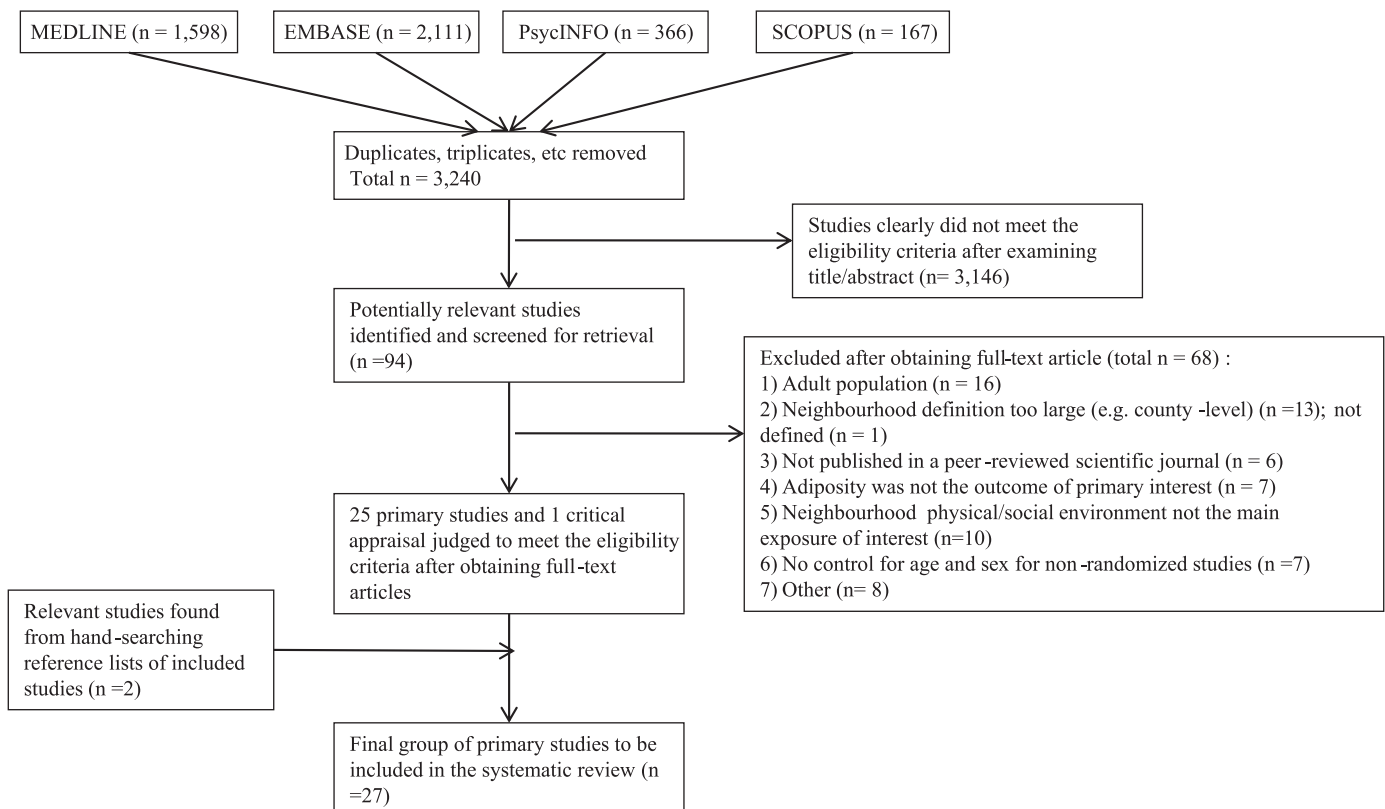 MEDLINE (n = 1,598)
EMBASE (n = 2,111)
PsycINFO (n = 366)
SCOPUS (n = 167)
Duplicates, triplicates, etc removed
Total n = 3,240
Studies clearly did not meet the
eligibility criteria after examining
title/abstract (n= 3,146)
Potentially relevant studies
identified and screened for retrieval
(n =94)
Excluded after obtaining full-text article (total n = 68) :
1) Adult population (n = 16)
2) Neighbourhood definition too large (e.g. county -level) (n =13); not
defined (n = 1)
3) Not published in a peer-reviewed scientific journal (n = 6)
4) Adiposity was not the outcome of primary interest (n = 7)
5) Neighbourhood physical/social environment not the main
exposure of interest (n=10)
6) No control for age and sex for non-randomized studies (n =7)
7) Other (n= 8)
25 primary studies and 1 critical
appraisal judged to meet the eligibility
criteria after obtaining full-text
articles
Relevant studies found
from hand-searching
reference lists of included
studies (n =2)
Final group of primary studies to be
included in the systematic review (n
=27)